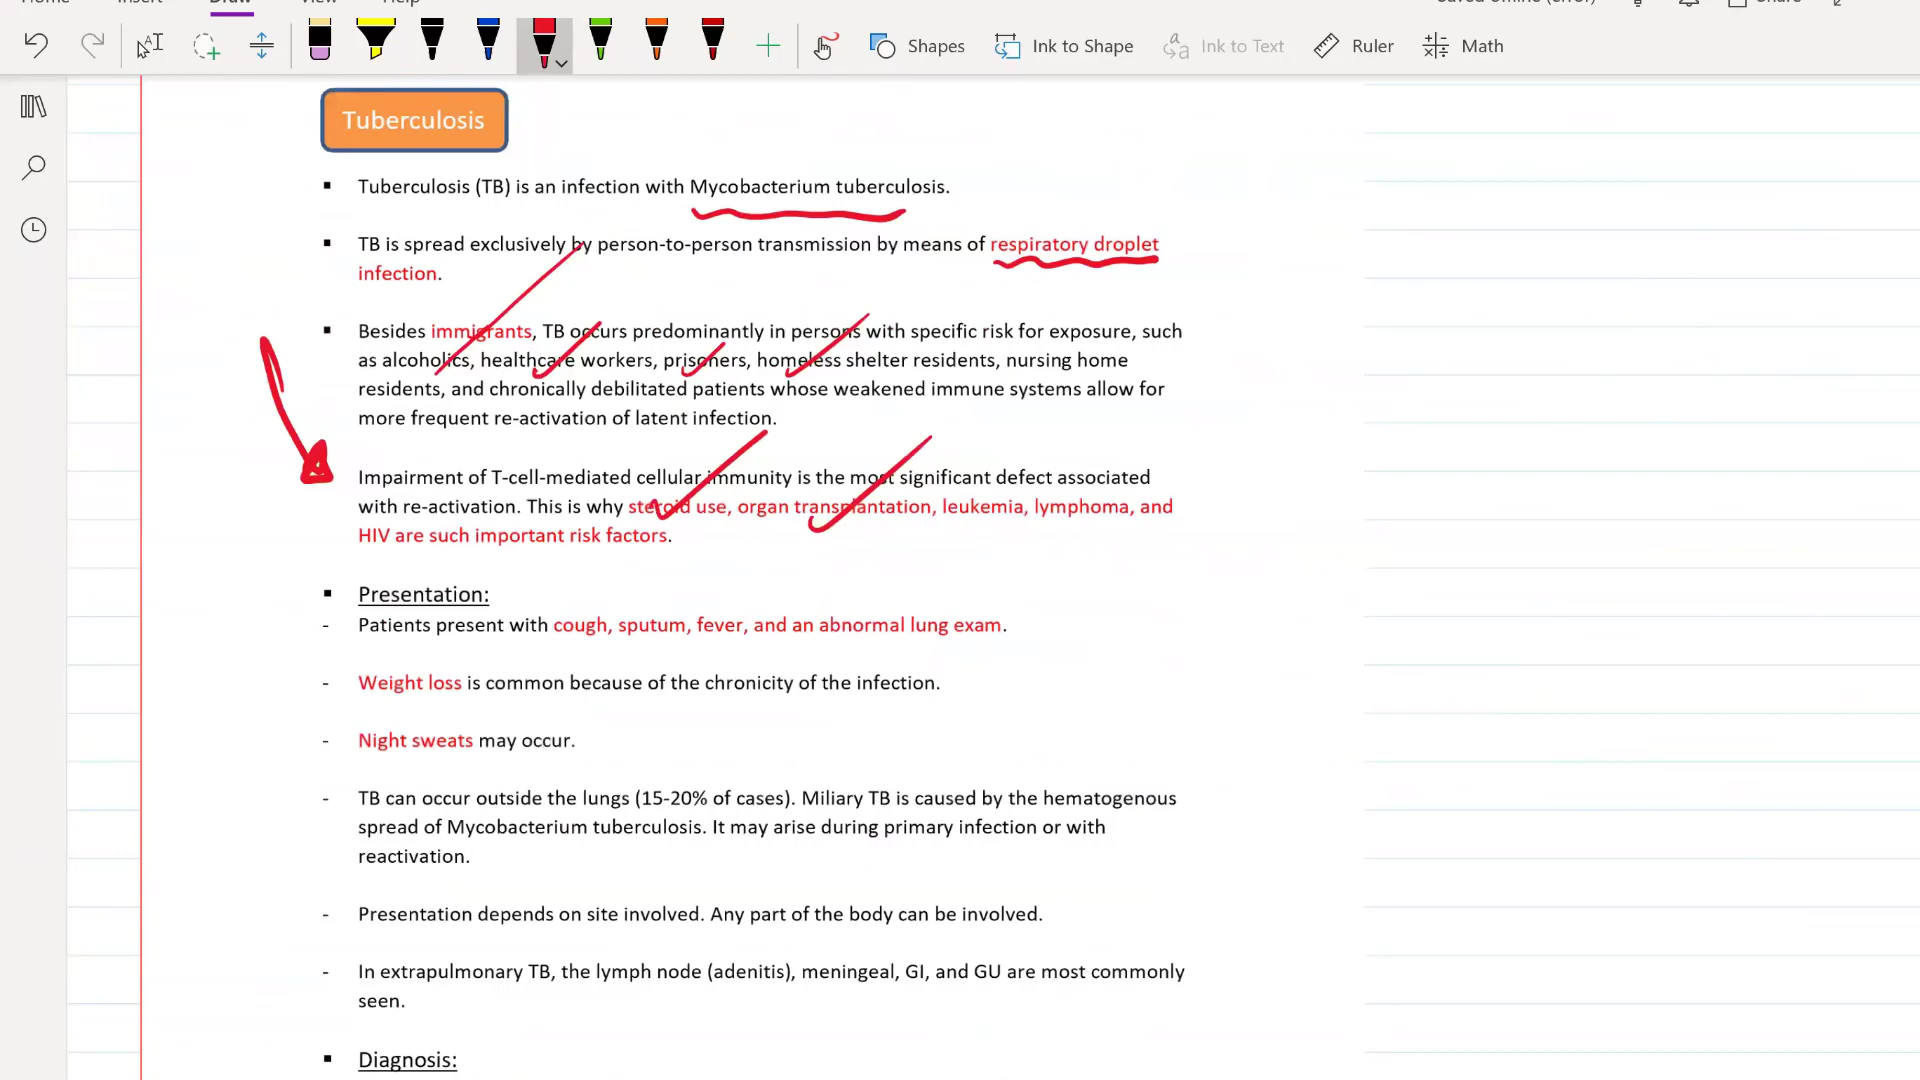 Home Insert Draw View Help Saved online (error) Share
Shapes Ink to Shape Ink to Text Ruler Math
Tuberculosis
▪ Tuberculosis (TB) is an infection with Mycobacterium tuberculosis.
▪ TB is spread exclusively by person-to-person transmission by means of respiratory droplet
infection.
▪ Besides immigrants, TB occurs predominantly in persons with specific risk for exposure, such
as alcoholics, healthcare workers, prisoners, homeless shelter residents, nursing home
residents, and chronically debilitated patients whose weakened immune systems allow for
more frequent re-activation of latent infection.
Impairment of T-cell-mediated cellular immunity is the most significant defect associated
with re-activation. This is why steroid use, organ transplantation, leukemia, lymphoma, and
HIV are such important risk factors.
▪ Presentation:
- Patients present with cough, sputum, fever, and an abnormal lung exam.
- Weight loss is common because of the chronicity of the infection.
- Night sweats may occur.
- TB can occur outside the lungs (15-20% of cases). Miliary TB is caused by the hematogenous
spread of Mycobacterium tuberculosis. It may arise during primary infection or with
reactivation.
- Presentation depends on site involved. Any part of the body can be involved.
- In extrapulmonary TB, the lymph node (adenitis), meningeal, GI, and GU are most commonly
seen.
▪ Diagnosis: